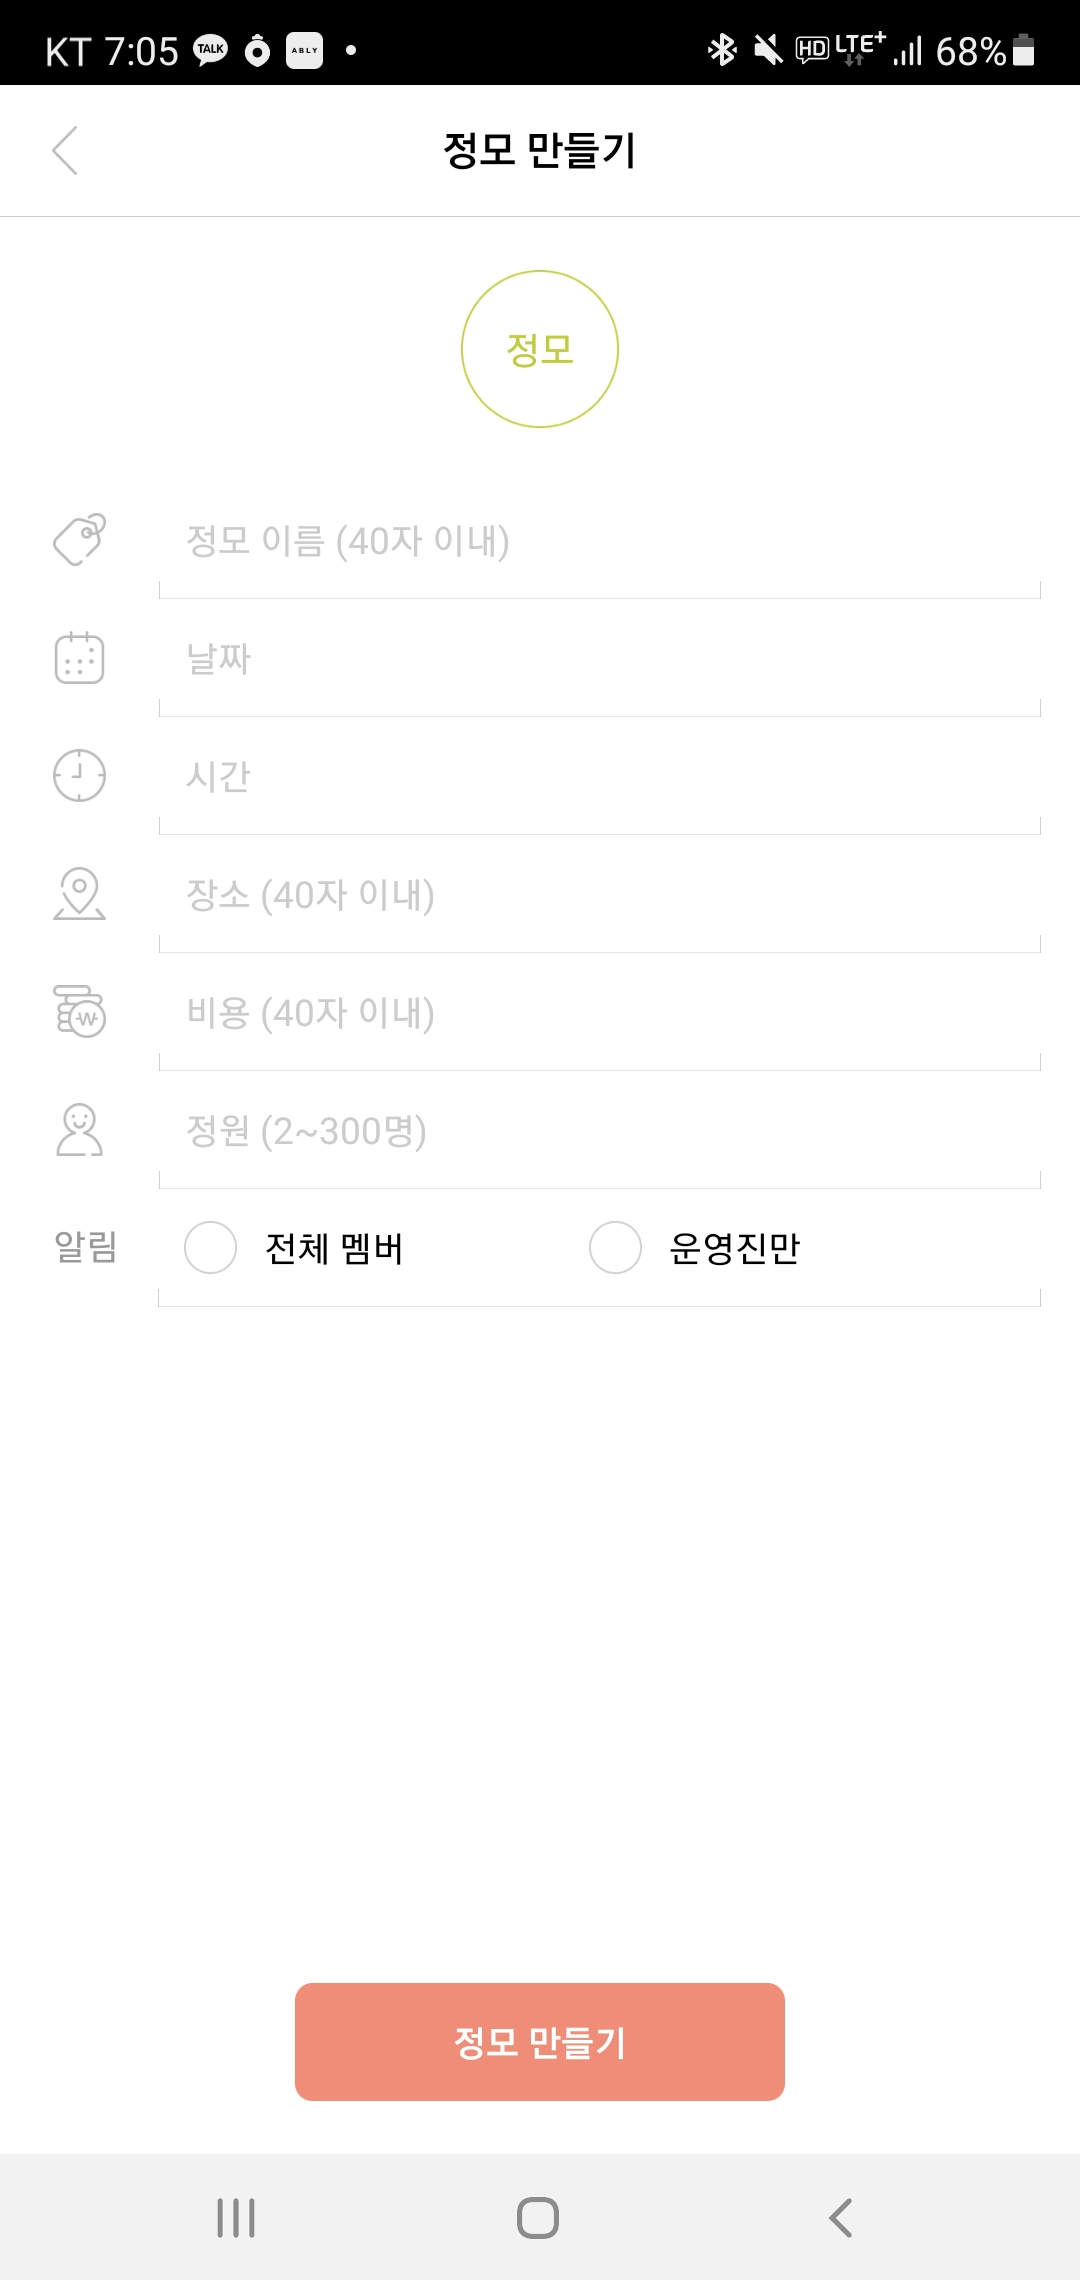 KT 7:05 TALK ABLY HD LTE+ 68%
정모 만들기
정모
정모 이름 (40자 이내)
날짜
시간
장소 (40자 이내)
비용 (40자 이내)
정원 (2~300명)
알림 전체 멤버 운영진만
정모 만들기